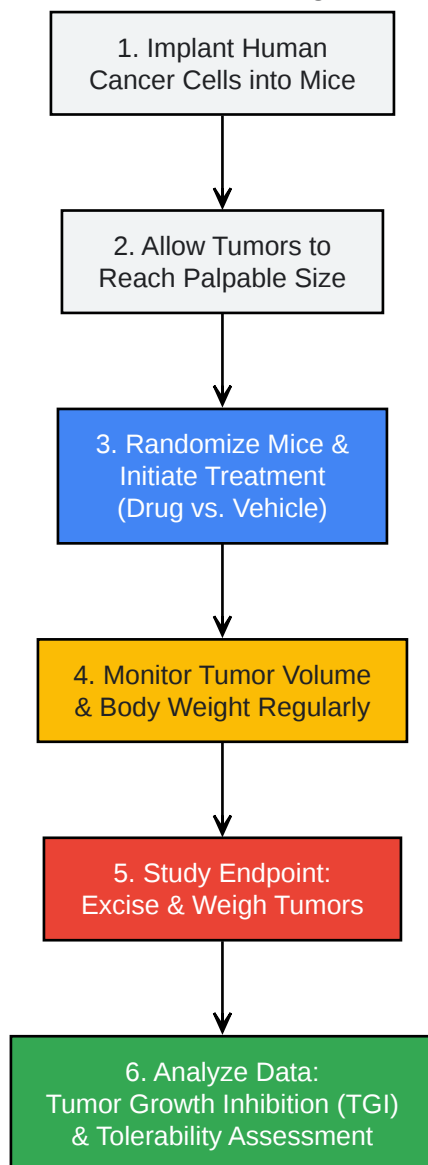 1. Implant Human
Cancer Cells into Mice
2. Allow Tumors to
Reach Palpable Size
3. Randomize Mice &
Initiate Treatment
(Drug vs. Vehicle)
4. Monitor Tumor Volume
& Body Weight Regularly
5. Study Endpoint:
Excise & Weigh Tumors
6. Analyze Data:
Tumor Growth Inhibition (TGI)
& Tolerability Assessment